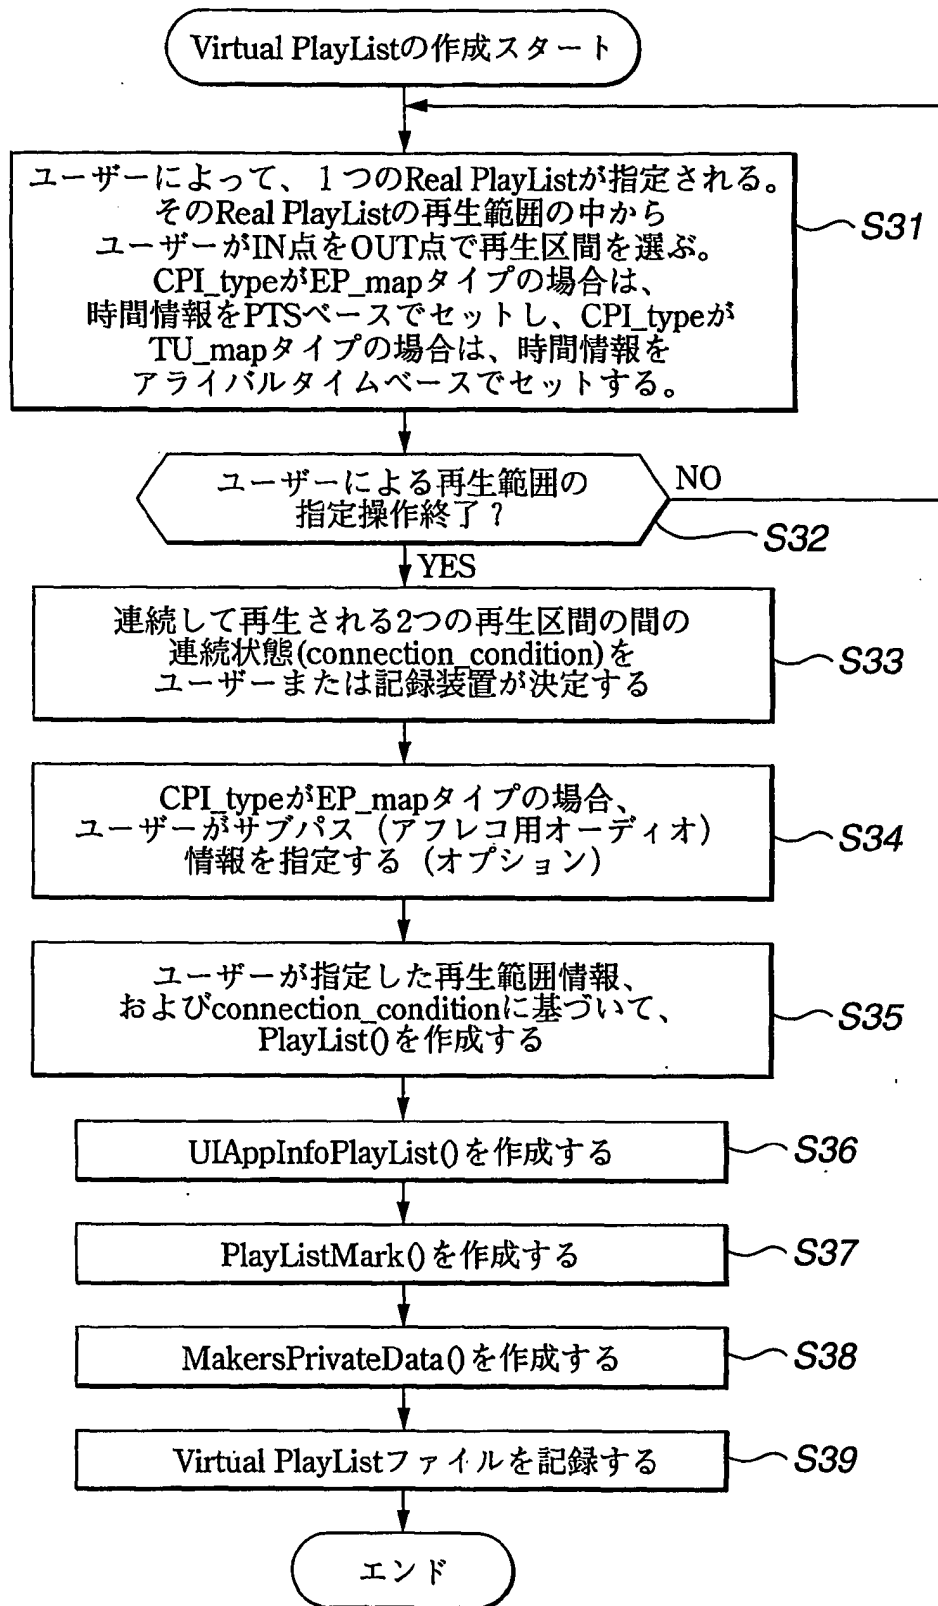 Virtual PlayListの作成スタート
ユーザーによって、１つのReal PlayListが指定される。
そのReal PlayListの再生範囲の中から
ユーザーがIN点をOUT点で再生区間を選ぶ。
CPI_typeがEP_mapタイプの場合は、
時間情報をPTSベースでセットし、CPI_typeが
TU_mapタイプの場合は、時間情報を
アライバルタイムベースでセットする。
S31
ユーザーによる再生範囲の
指定操作終了？
NO
S32
YES
連続して再生される2つの再生区間の間の
連続状態(connection_condition)を
ユーザーまたは記録装置が決定する
S33
CPI_typeがEP_mapタイプの場合、
ユーザーがサブパス（アフレコ用オーディオ）
情報を指定する（オプション）
S34
ユーザーが指定した再生範囲情報、
およびconnection_conditionに基づいて、
PlayList()を作成する
S35
UIAppInfoPlayList()を作成する
S36
PlayListMark()を作成する
S37
MakersPrivateData()を作成する
S38
Virtual PlayListファイルを記録する
S39
エンド